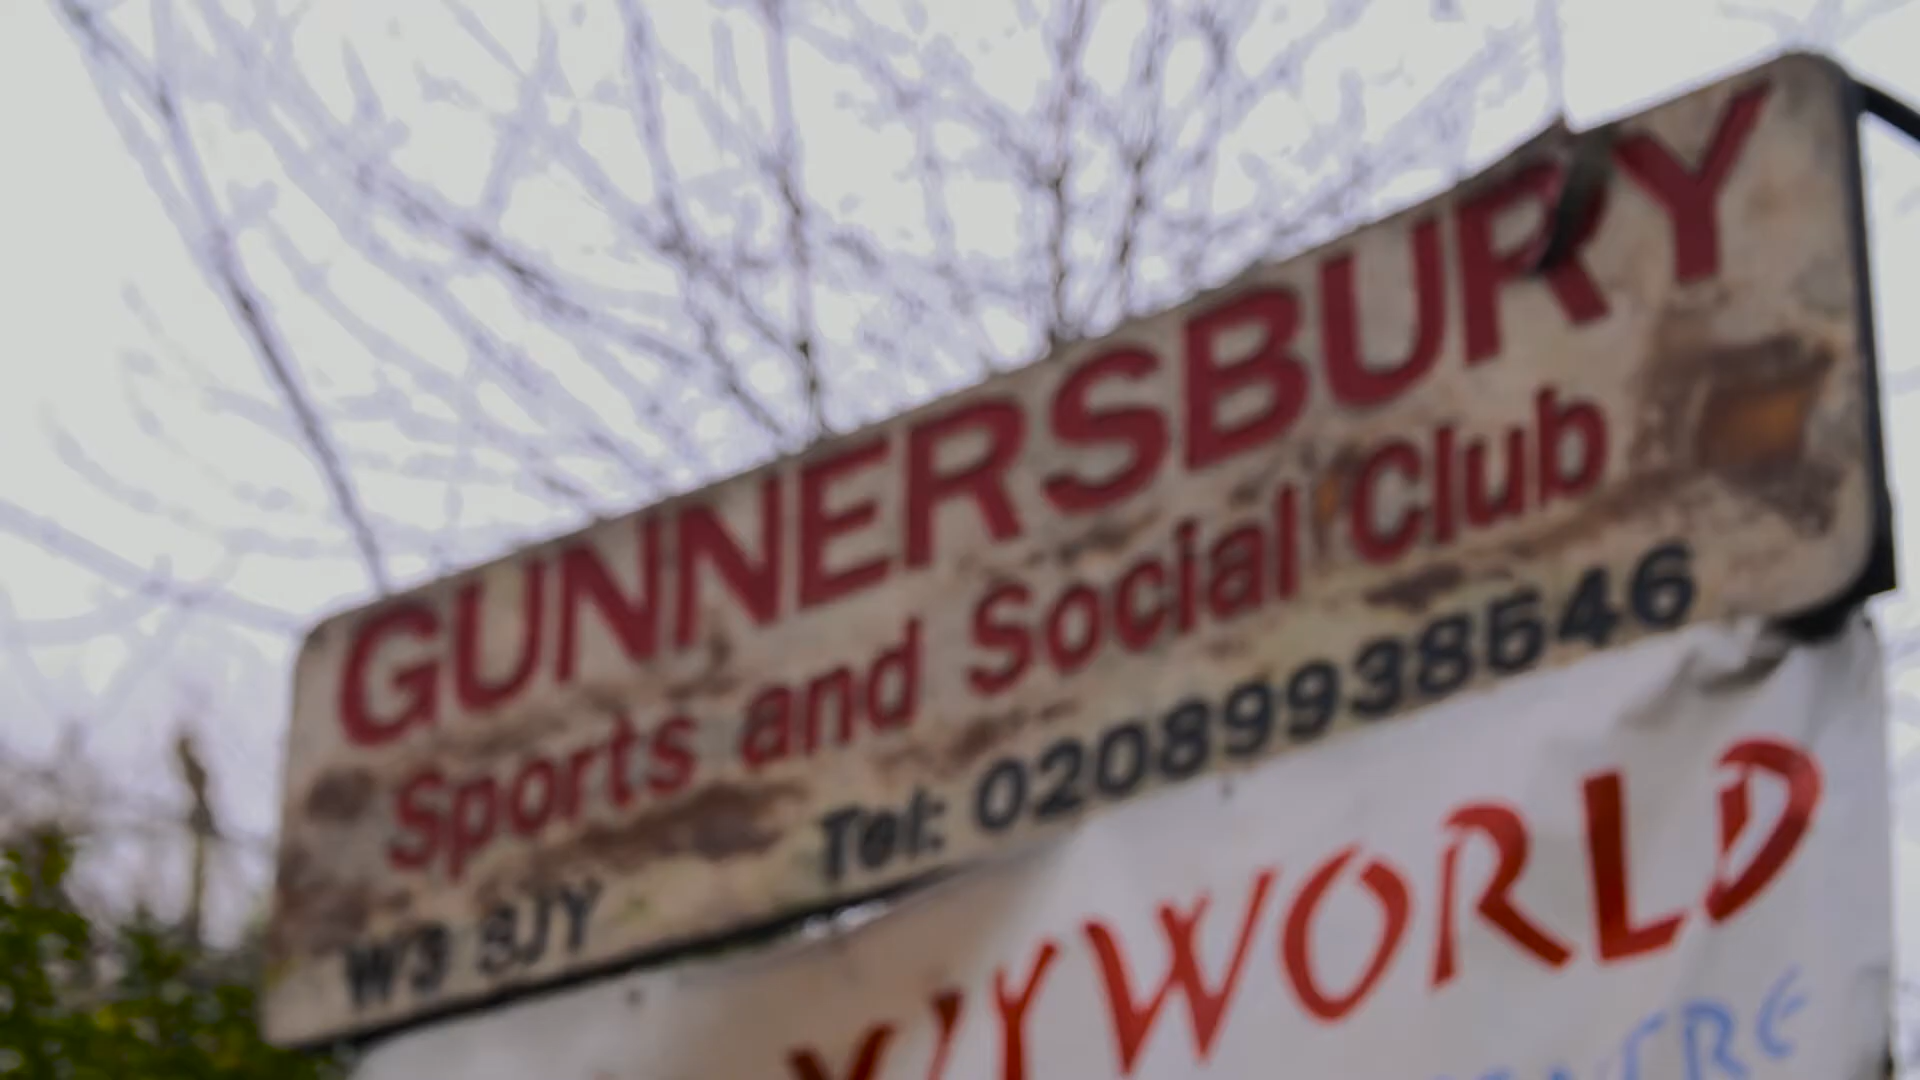 GUNNERSBURY
Sports and Social Club
Tel: 02089938546
W3 8JY
WORLD